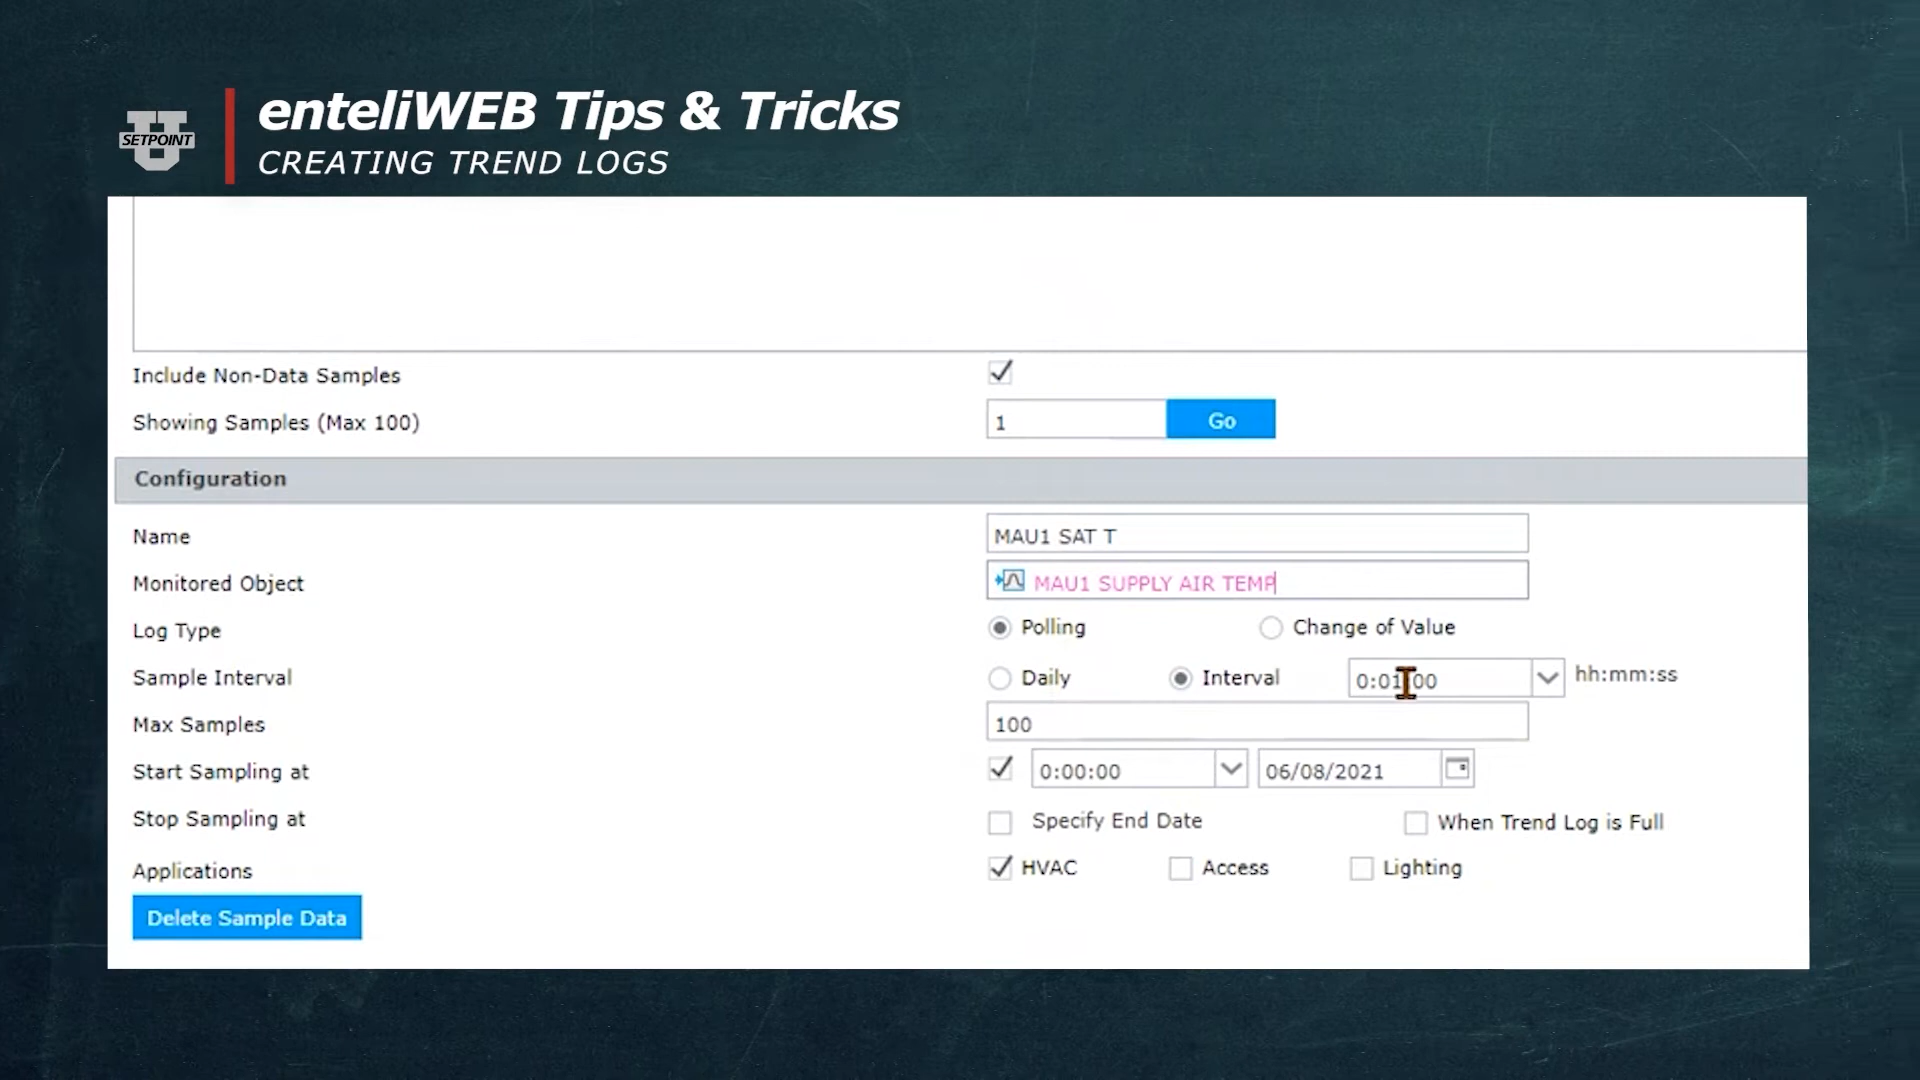 U
SETPOINT
enteliWEB Tips & Tricks
CREATING TREND LOGS
Include Non-Data Samples
Showing Samples (Max 100) 1 Go
Configuration
Name MAU1 SAT T
Monitored Object MAU1 SUPPLY AIR TEMP
Log Type Polling Change of Value
Sample Interval Daily Interval 0:01:00 hh:mm:ss
Max Samples 100
Start Sampling at 0:00:00 06/08/2021
Stop Sampling at Specify End Date When Trend Log is Full
Applications HVAC Access Lighting
Delete Sample Data